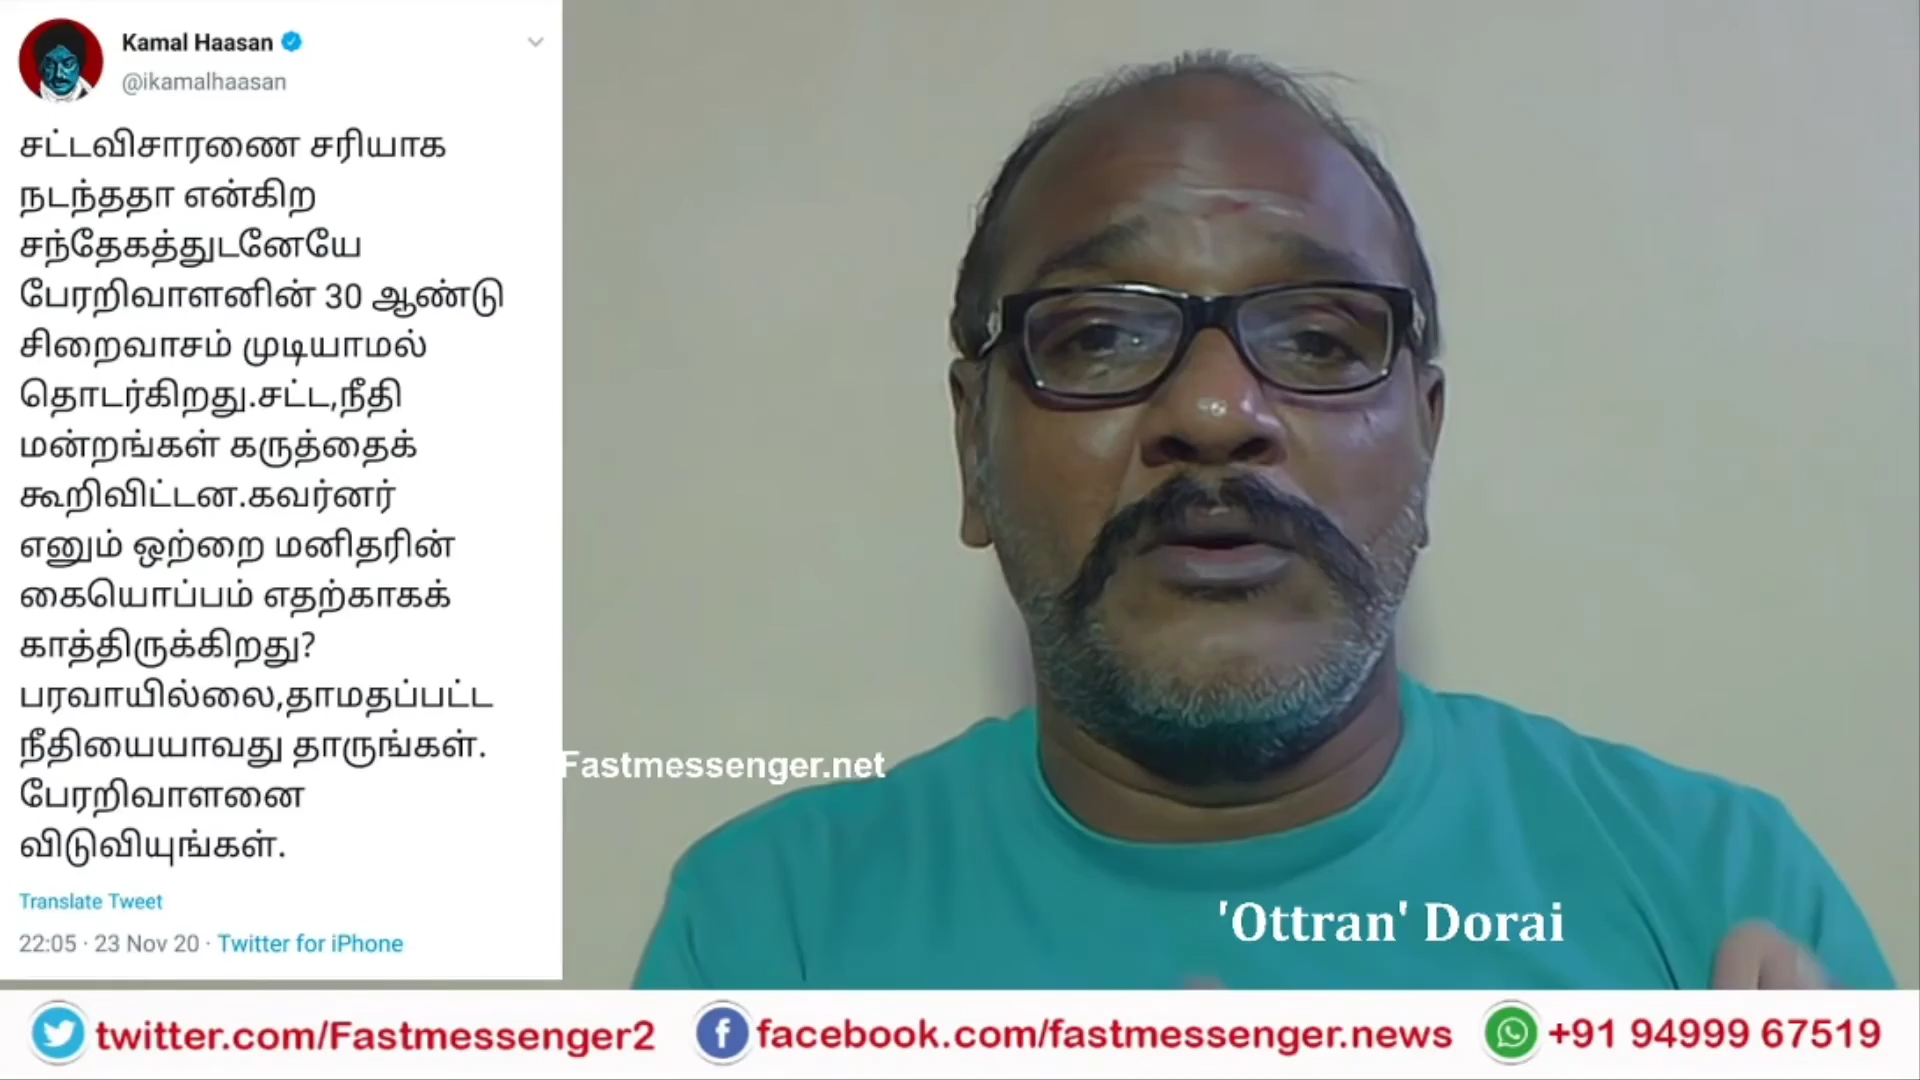 Kamal Haasan
@ikamalhaasan
சட்டவிசாரணை சரியாக
நடந்ததா என்கிற
சந்தேகத்துடனேயே
பேரறிவாளனின் 30 ஆண்டு
சிறைவாசம் முடியாமல்
தொடர்கிறது.சட்ட,நீதி
மன்றங்கள் கருத்தைக்
கூறிவிட்டன.கவர்னர்
எனும் ஒற்றை மனிதரின்
கையொப்பம் எதற்காகக்
காத்திருக்கிறது?
பரவாயில்லை,தாமதப்பட்ட
நீதியையாவது தாருங்கள்.
பேரறிவாளனை
விடுவியுங்கள்.
Translate Tweet
22:05 · 23 Nov 20 · Twitter for iPhone
Fastmessenger.net
'Ottran' Dorai
twitter.com/Fastmessenger2 facebook.com/fastmessenger.news +91 94999 67519